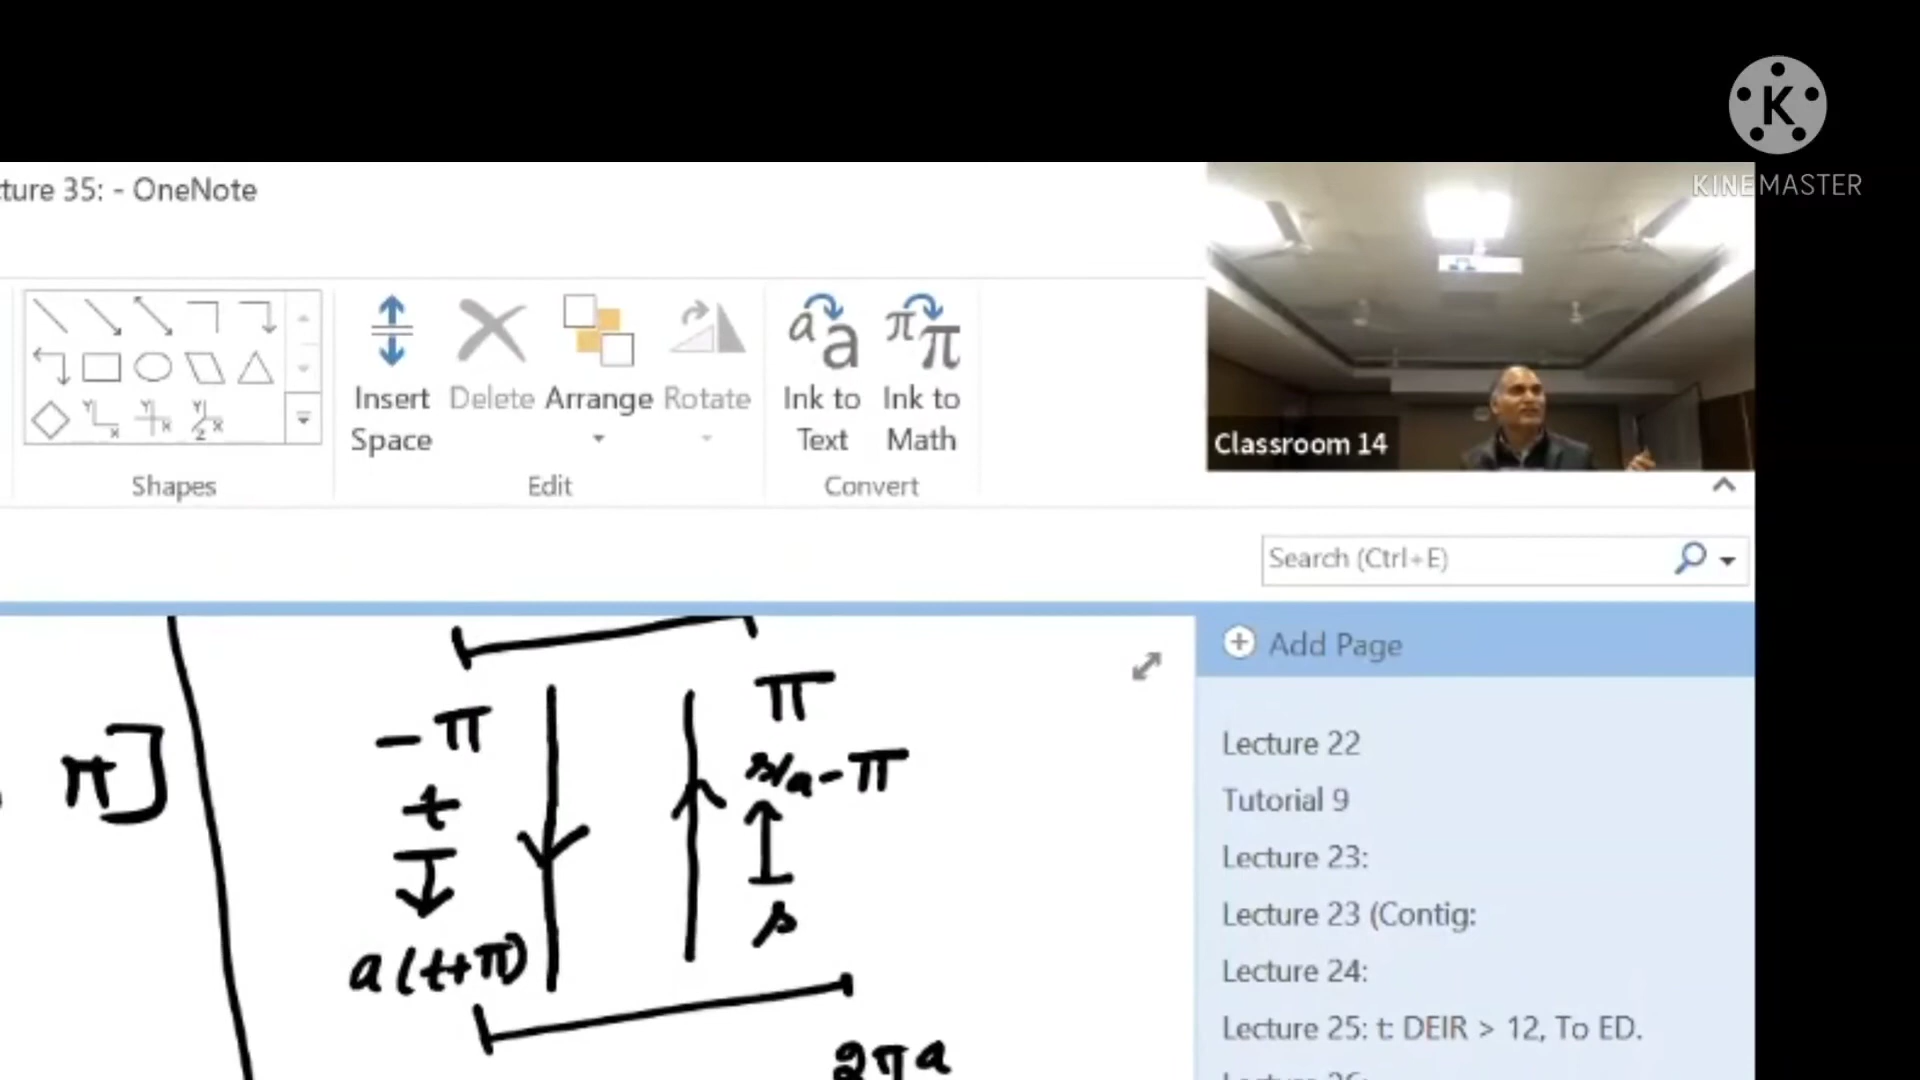 K
KINEMASTER
ture 35: - OneNote
Insert Space
Delete
Arrange
Rotate
Ink to Text
Ink to Math
Shapes
Edit
Convert
Classroom 14
Search (Ctrl+E)
Add Page
Lecture 22
Tutorial 9
Lecture 23:
Lecture 23 (Contig:
Lecture 24:
Lecture 25: t: DEIR > 12, To ED.
π]
-π
π
t
↓
a(t+π)
s/a-π
↑
s
2πa